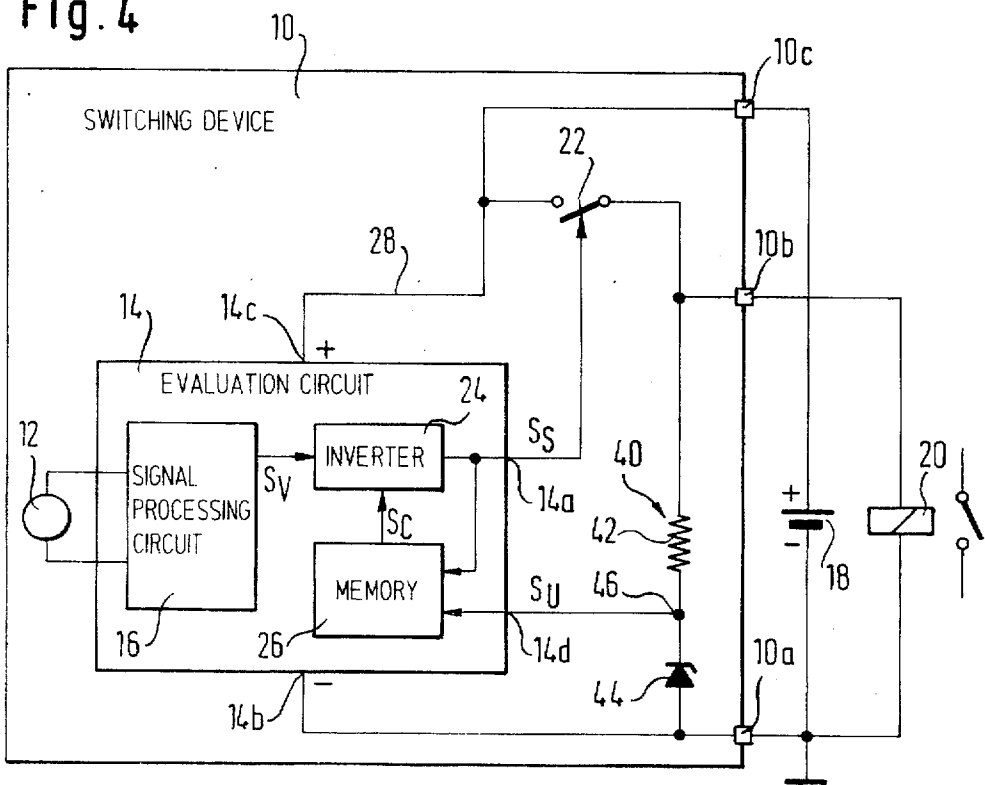 Fig. 4
10
10c
SWITCHING DEVICE
22
10b
28
14
14c
+
EVALUATION CIRCUIT
24
12
SIGNAL
PROCESSING
CIRCUIT
SV
INVERTER
SS
14a
40
42
+
-
18
20
SC
MEMORY
SU
46
16
26
14d
44
10a
14b
-